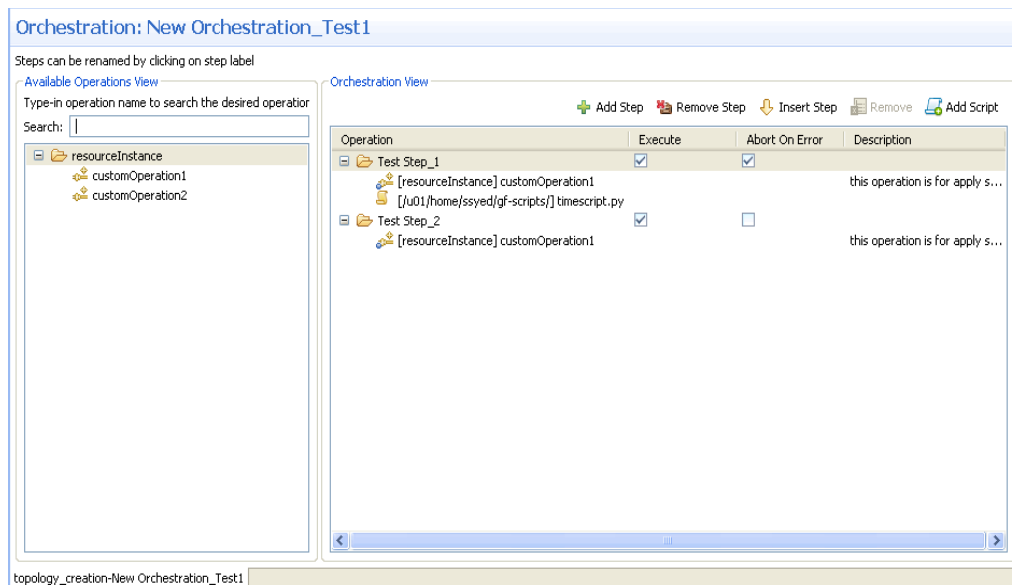 Orchestration: New Orchestration_Test1
Steps can be renamed by clicking on step label
Available Operations View
Type-in operation name to search the desired operatior
Search:
resourceInstance
customOperation1
customOperation2
Orchestration View
Add Step Remove Step Insert Step Remove Add Script
Operation Execute Abort On Error Description
Test Step_1
[resourceInstance] customOperation1 this operation is for apply s...
[/u01/home/ssyed/gf-scripts/] timescript.py
Test Step_2
[resourceInstance] customOperation1 this operation is for apply s...
topology_creation-New Orchestration_Test1